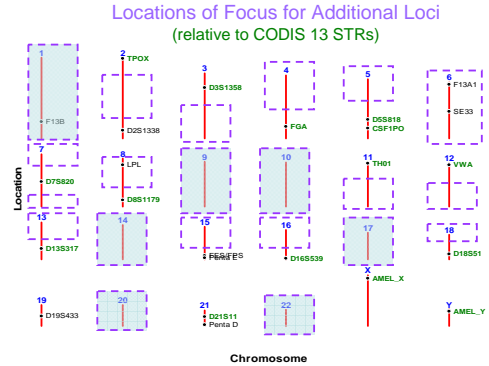 Locations of Focus for Additional Loci
(relative to CODIS 13 STRs)
1
F13B
2
TPOX
D2S1338
3
D3S1358
4
FGA
5
D5S818
CSF1PO
6
F13A1
SE33
7
D7S820
8
LPL
D8S1179
9
10
11
TH01
12
VWA
13
D13S317
14
15
Penta E
16
D16S539
17
18
D18S51
19
D19S433
20
21
D21S11
Penta D
22
X
AMEL_X
Y
AMEL_Y
Location
Chromosome